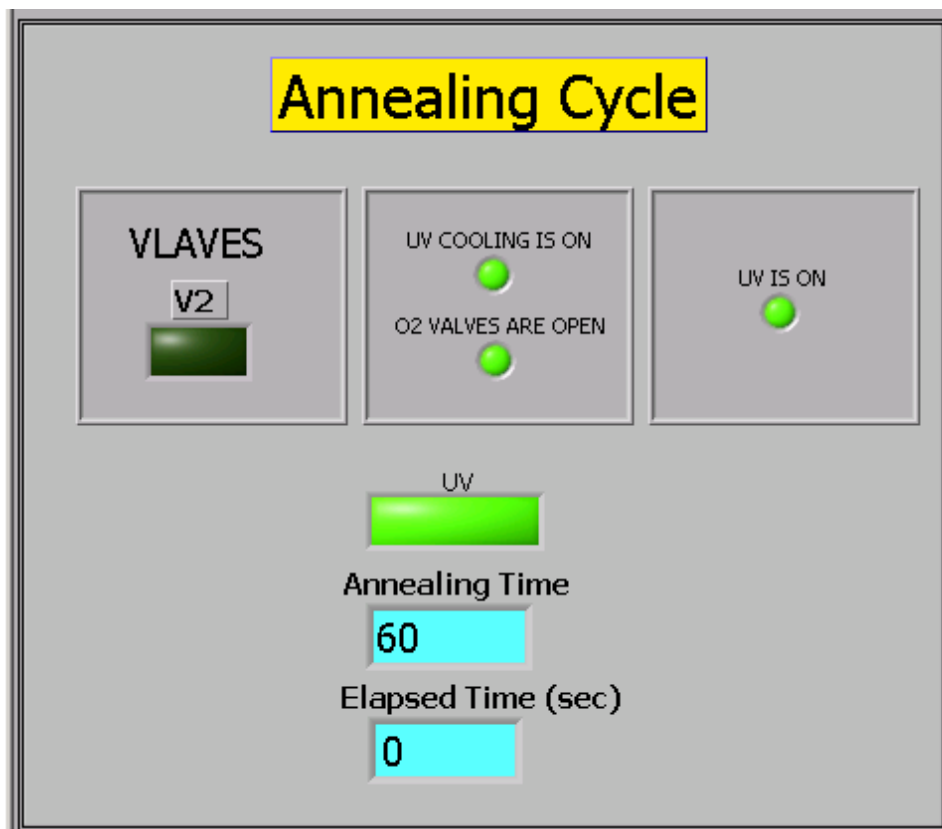 Annealing Cycle
VLAVES
V2
UV COOLING IS ON
O2 VALVES ARE OPEN
UV IS ON
UV
Annealing Time
60
Elapsed Time (sec)
0